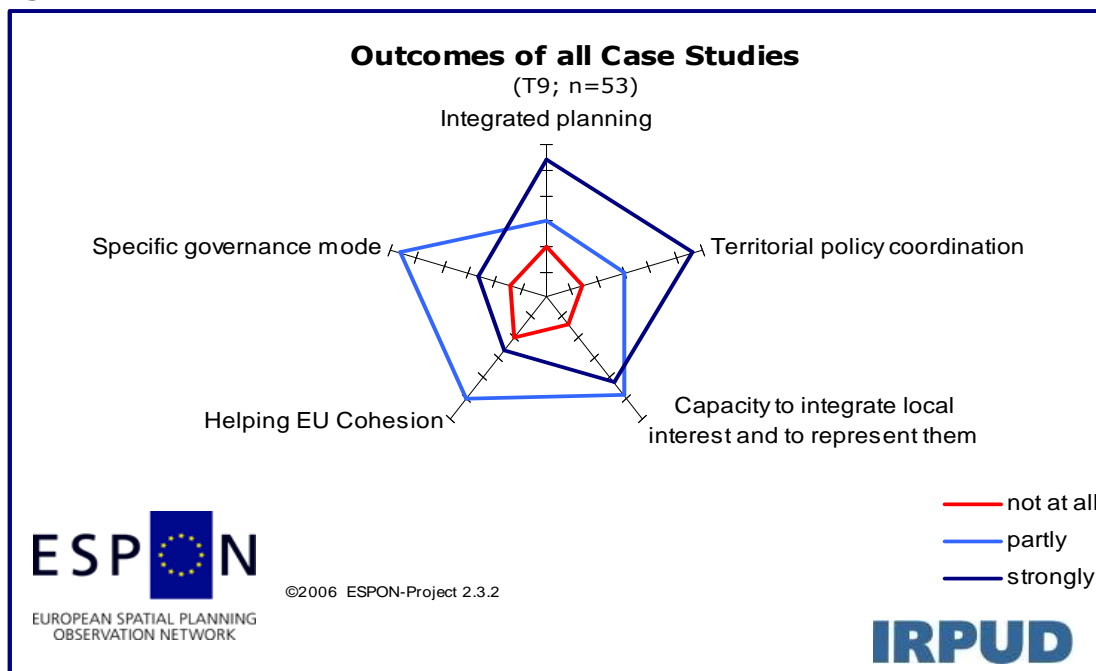 Outcomes of all Case Studies
(T9; n=53)
Integrated planning
Specific governance mode
Territorial policy coordination
Helping EU Cohesion
Capacity to integrate local
interest and to represent them
not at all
partly
strongly
ESPON
©2006 ESPON-Project 2.3.2
EUROPEAN SPATIAL PLANNING
OBSERVATION NETWORK
IRPUD